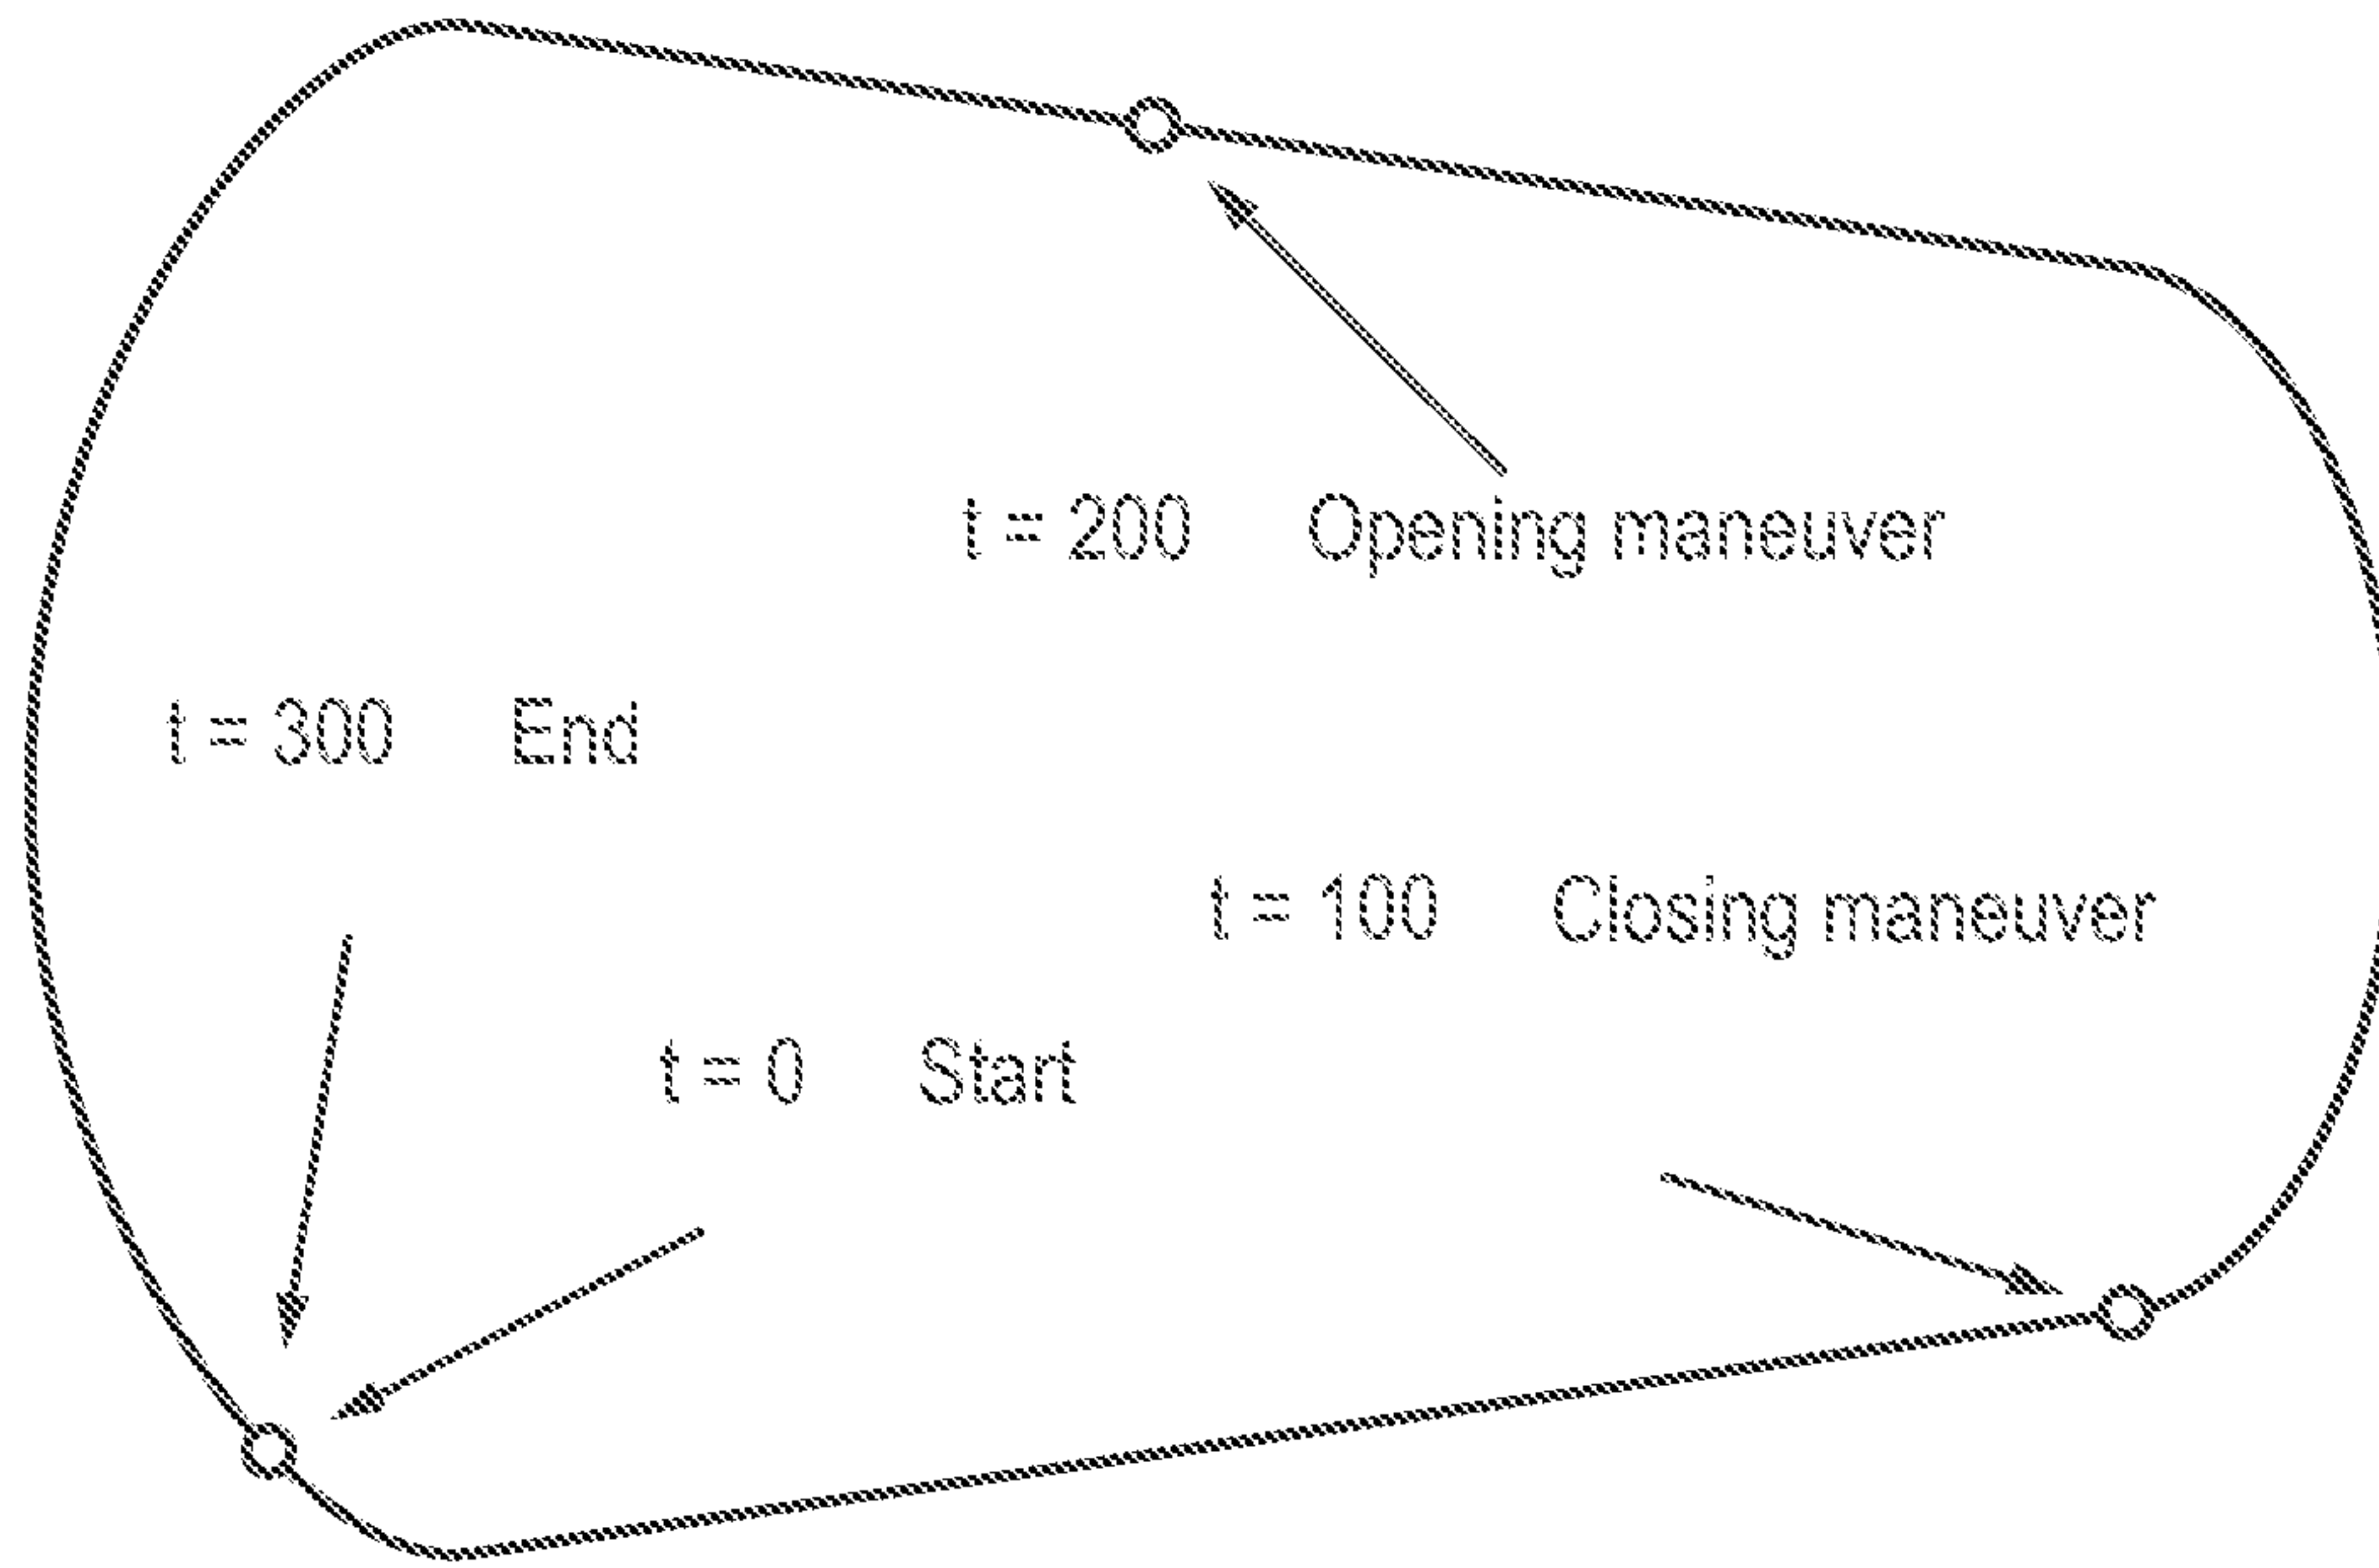 t = 200 Opening maneuver
t = 300 End
t = 100 Closing maneuver
t = 0 Start